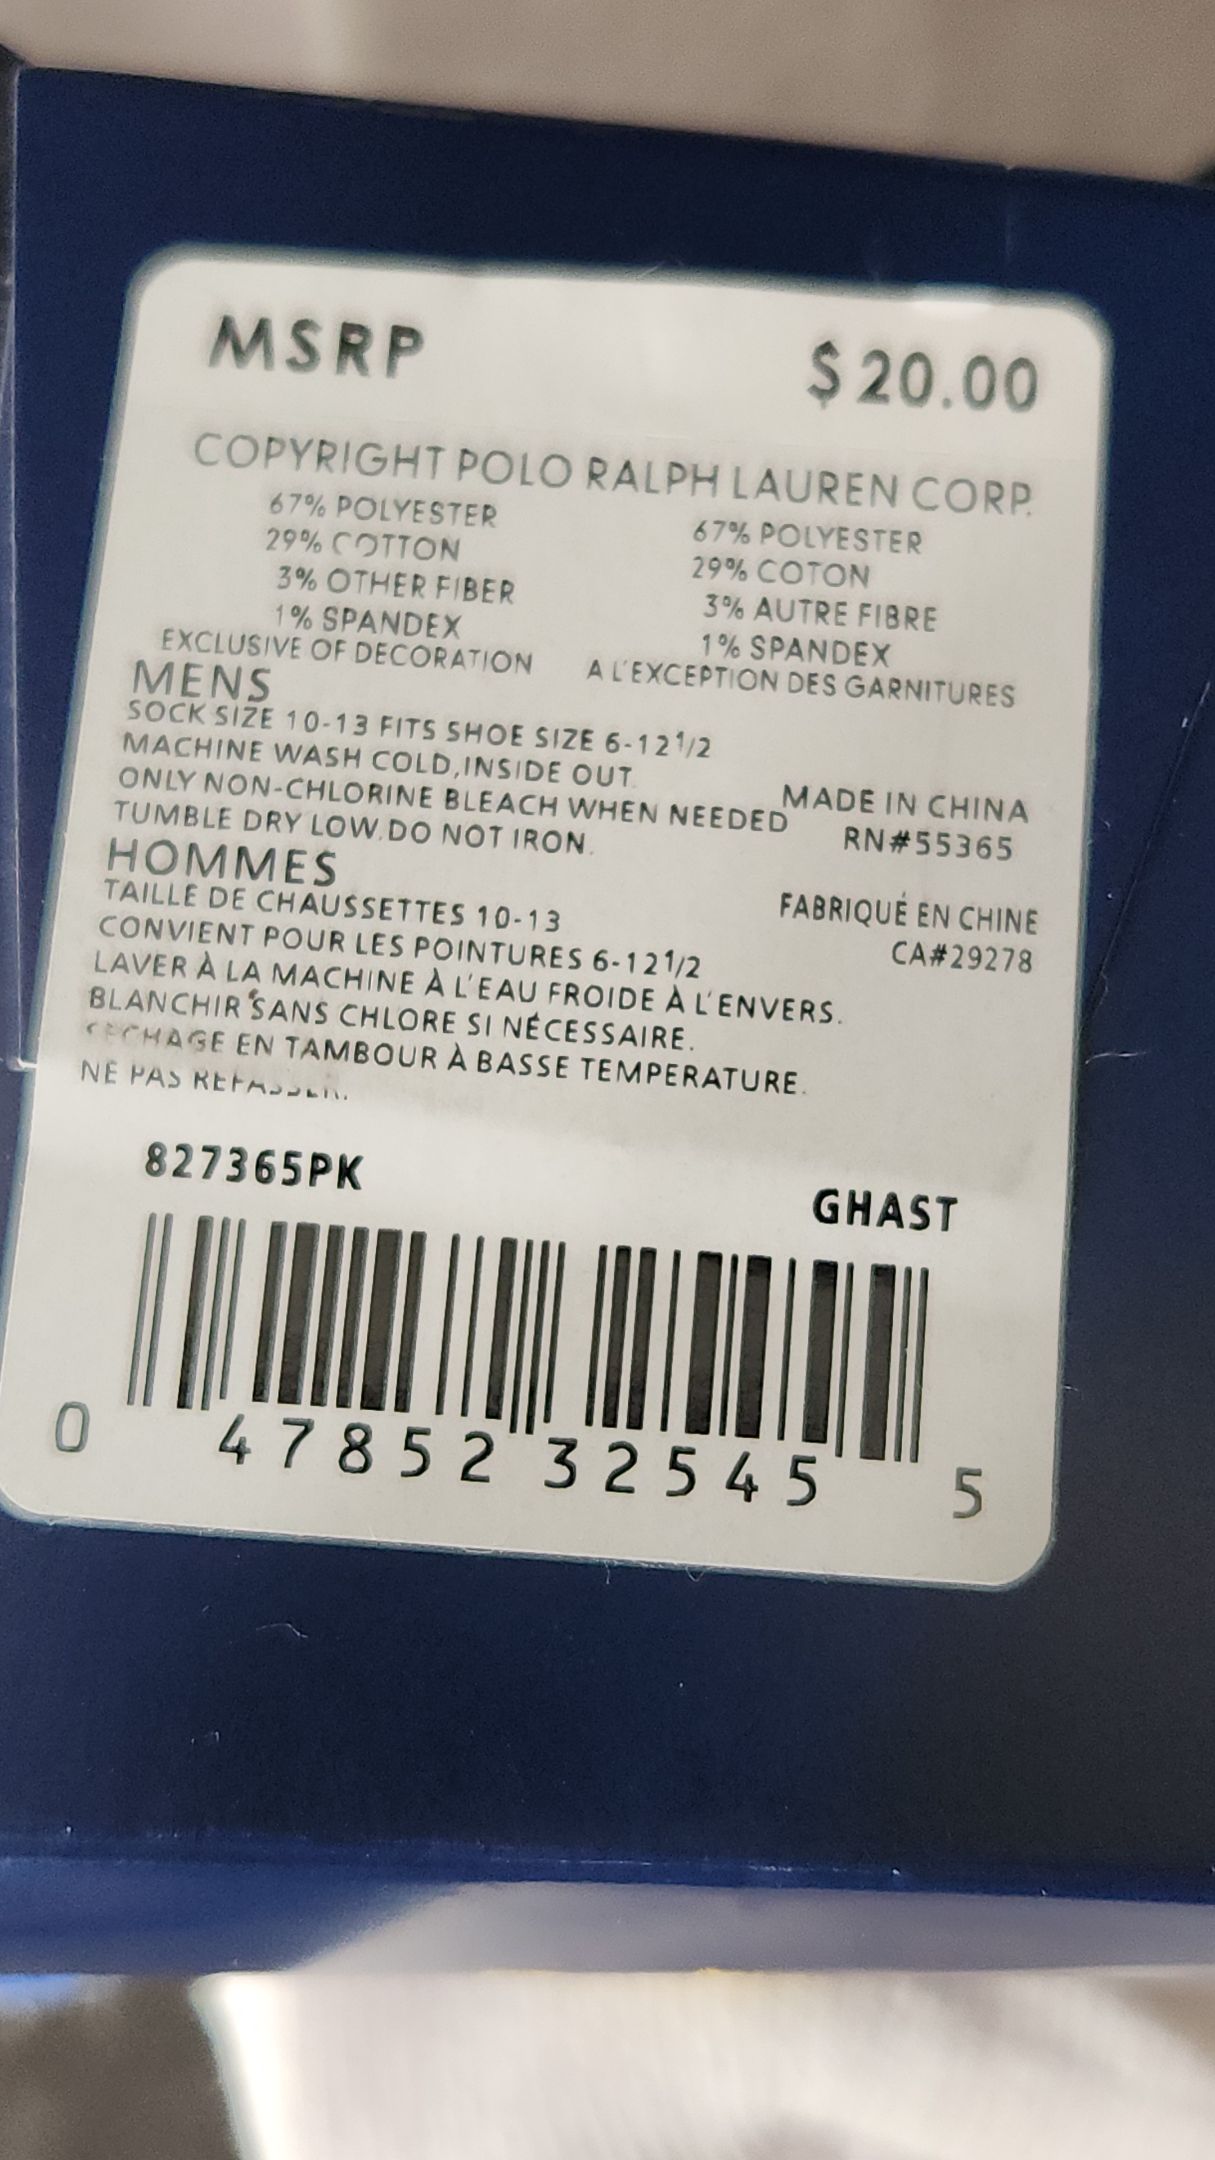 MSRP $20.00
COPYRIGHT POLO RALPH LAUREN CORP.
67% POLYESTER
29% COTTON
3% OTHER FIBER
1% SPANDEX
EXCLUSIVE OF DECORATION
67% POLYESTER
29% COTON
3% AUTRE FIBRE
1% SPANDEX
A L'EXCEPTION DES GARNITURES
MENS
SOCK SIZE 10-13 FITS SHOE SIZE 6-12 1/2
MACHINE WASH COLD,INSIDE OUT.
ONLY NON-CHLORINE BLEACH WHEN NEEDED
TUMBLE DRY LOW.DO NOT IRON.
MADE IN CHINA
RN#55365
HOMMES
TAILLE DE CHAUSSETTES 10-13
CONVIENT POUR LES POINTURES 6-12 1/2
LAVER À LA MACHINE À L'EAU FROIDE À L'ENVERS.
BLANCHIR SANS CHLORE SI NÉCESSAIRE.
SECHAGE EN TAMBOUR À BASSE TEMPERATURE.
NE PAS REPASSER.
FABRIQUÉ EN CHINE
CA#29278
827365PK GHAST
0 47852 32545 5